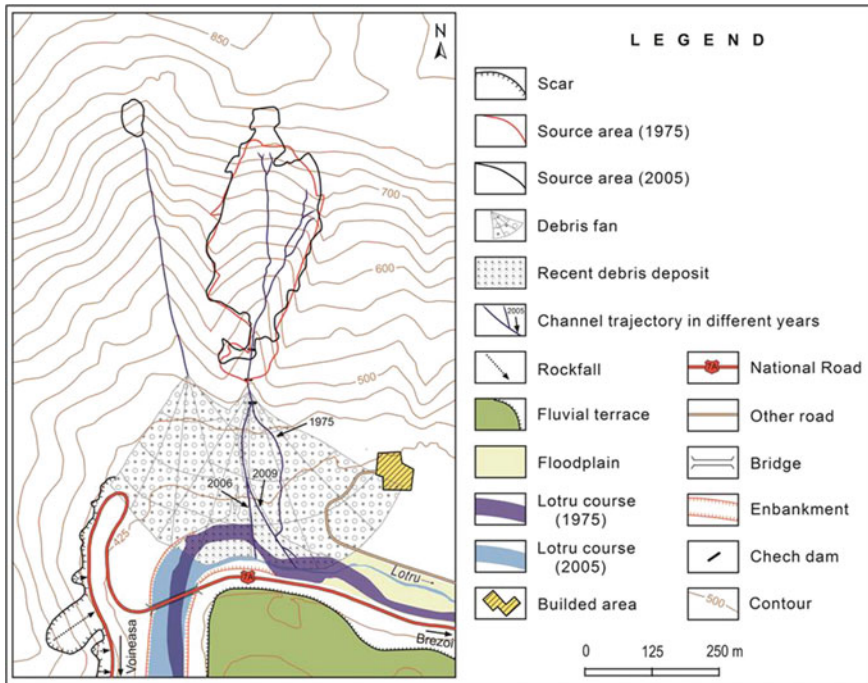 850
N
700
600
500
1975
2009
2006
425
7A
Lotru
Voineasa
Brezoi
LEGEND
Scar
Source area (1975)
Source area (2005)
Debris fan
Recent debris deposit
2005
Channel trajectory in different years
Rockfall
Fluvial terrace
Floodplain
Lotru course
(1975)
Lotru course
(2005)
Builded area
7A
National Road
Other road
Bridge
Enbankment
Chech dam
500
Contour
0 125 250 m